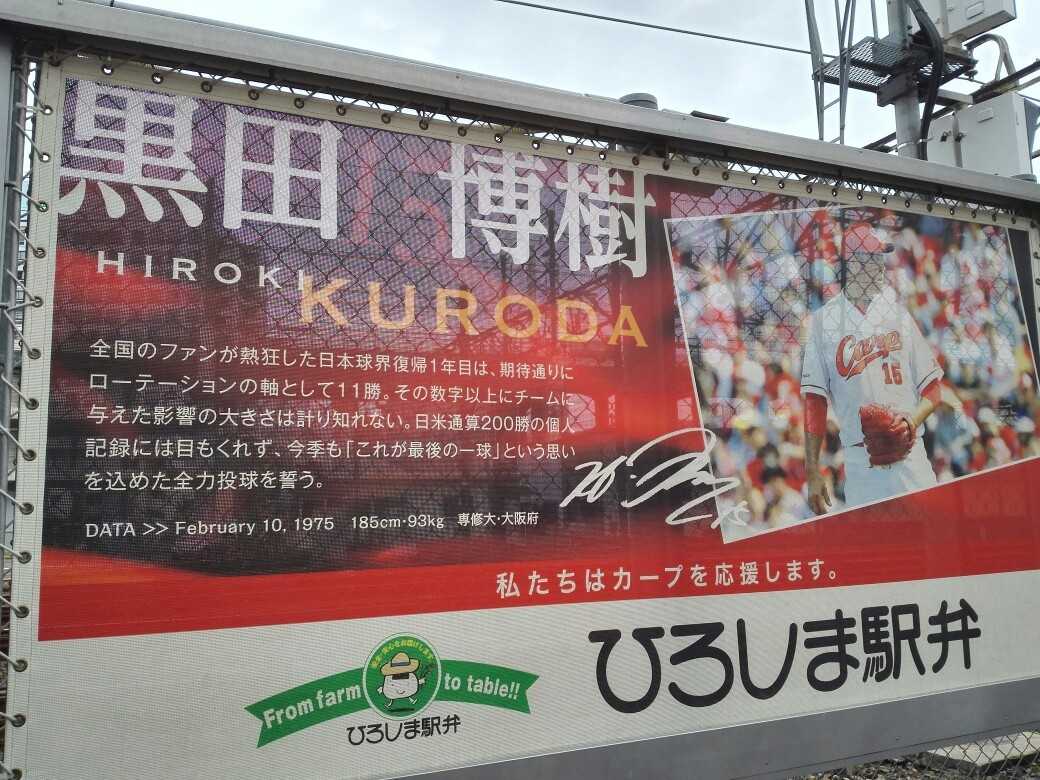 黒田 博樹
HIROKI KURODA
全国のファンが熱狂した日本球界復帰1年目は、期待通りに
ローテーションの軸として11勝。その数字以上にチームに
与えた影響の大きさは計り知れない。日米通算200勝の個人
記録には目もくれず、今季も「これが最後の一球」という思い
を込めた全力投球を誓う。
DATA >> February 10, 1975 185cm・93kg 専修大・大阪府
Carp
15
15
私たちはカープを応援します。
From farm to table!!
ひろしま駅弁
ひろしま駅弁